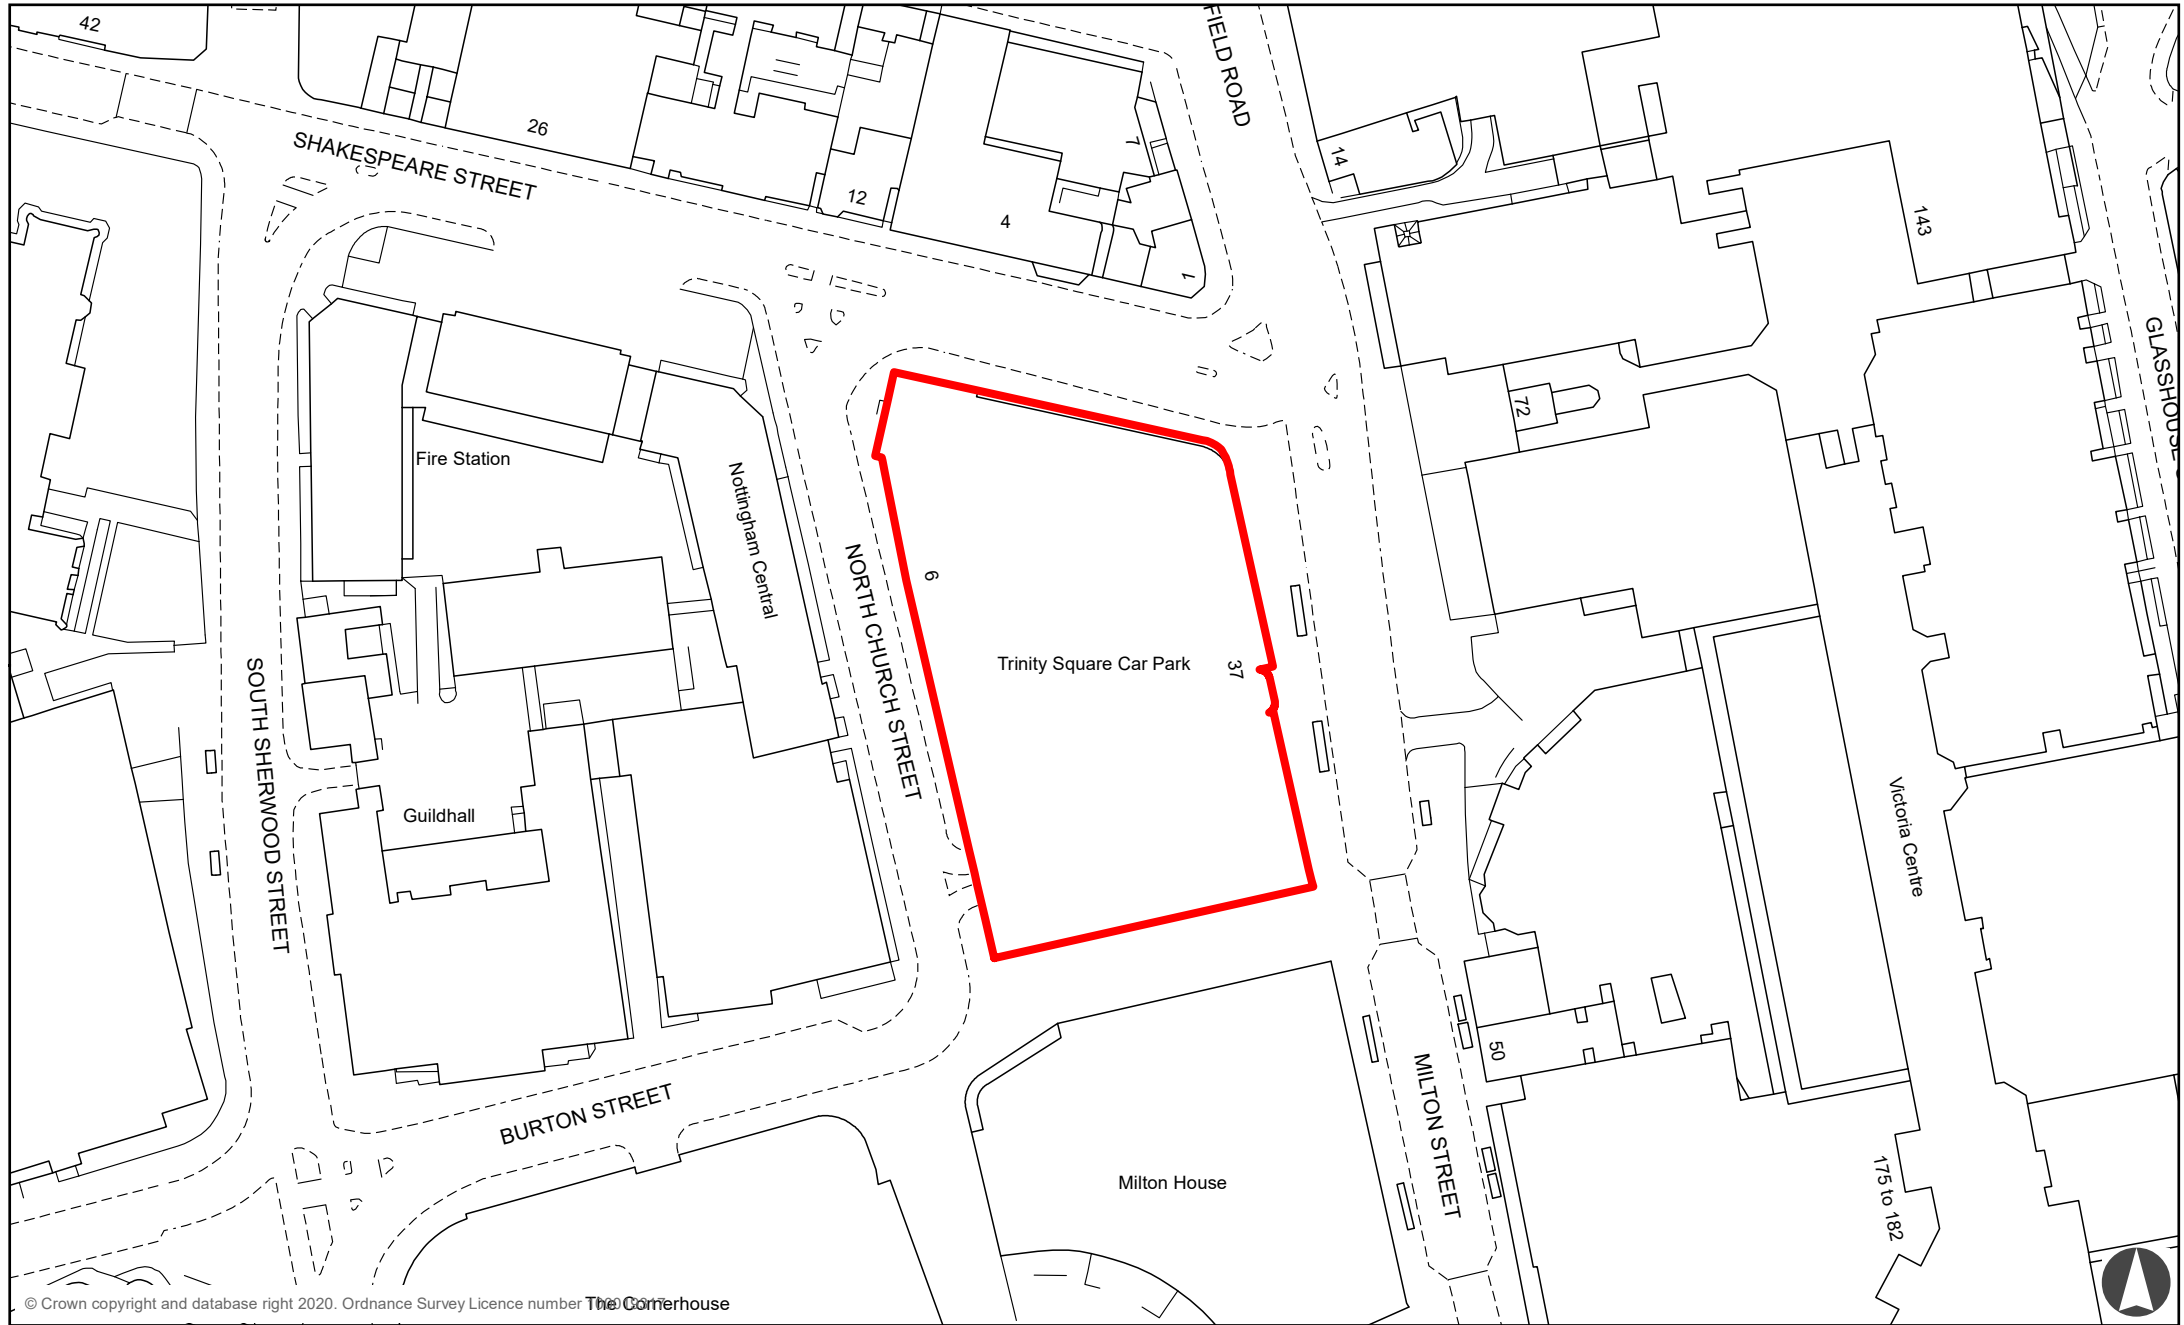 42
FIELD ROAD
SHAKESPEARE STREET
26
12
4
7
1
14
143
GLASSHOUSE
72
Fire Station
Nottingham Central
NORTH CHURCH STREET
6
Trinity Square Car Park
37
SOUTH SHERWOOD STREET
Guildhall
Victoria Centre
50
MILTON STREET
BURTON STREET
Milton House
175 to 182
© Crown copyright and database right 2020. Ordnance Survey Licence number
The Cornerhouse